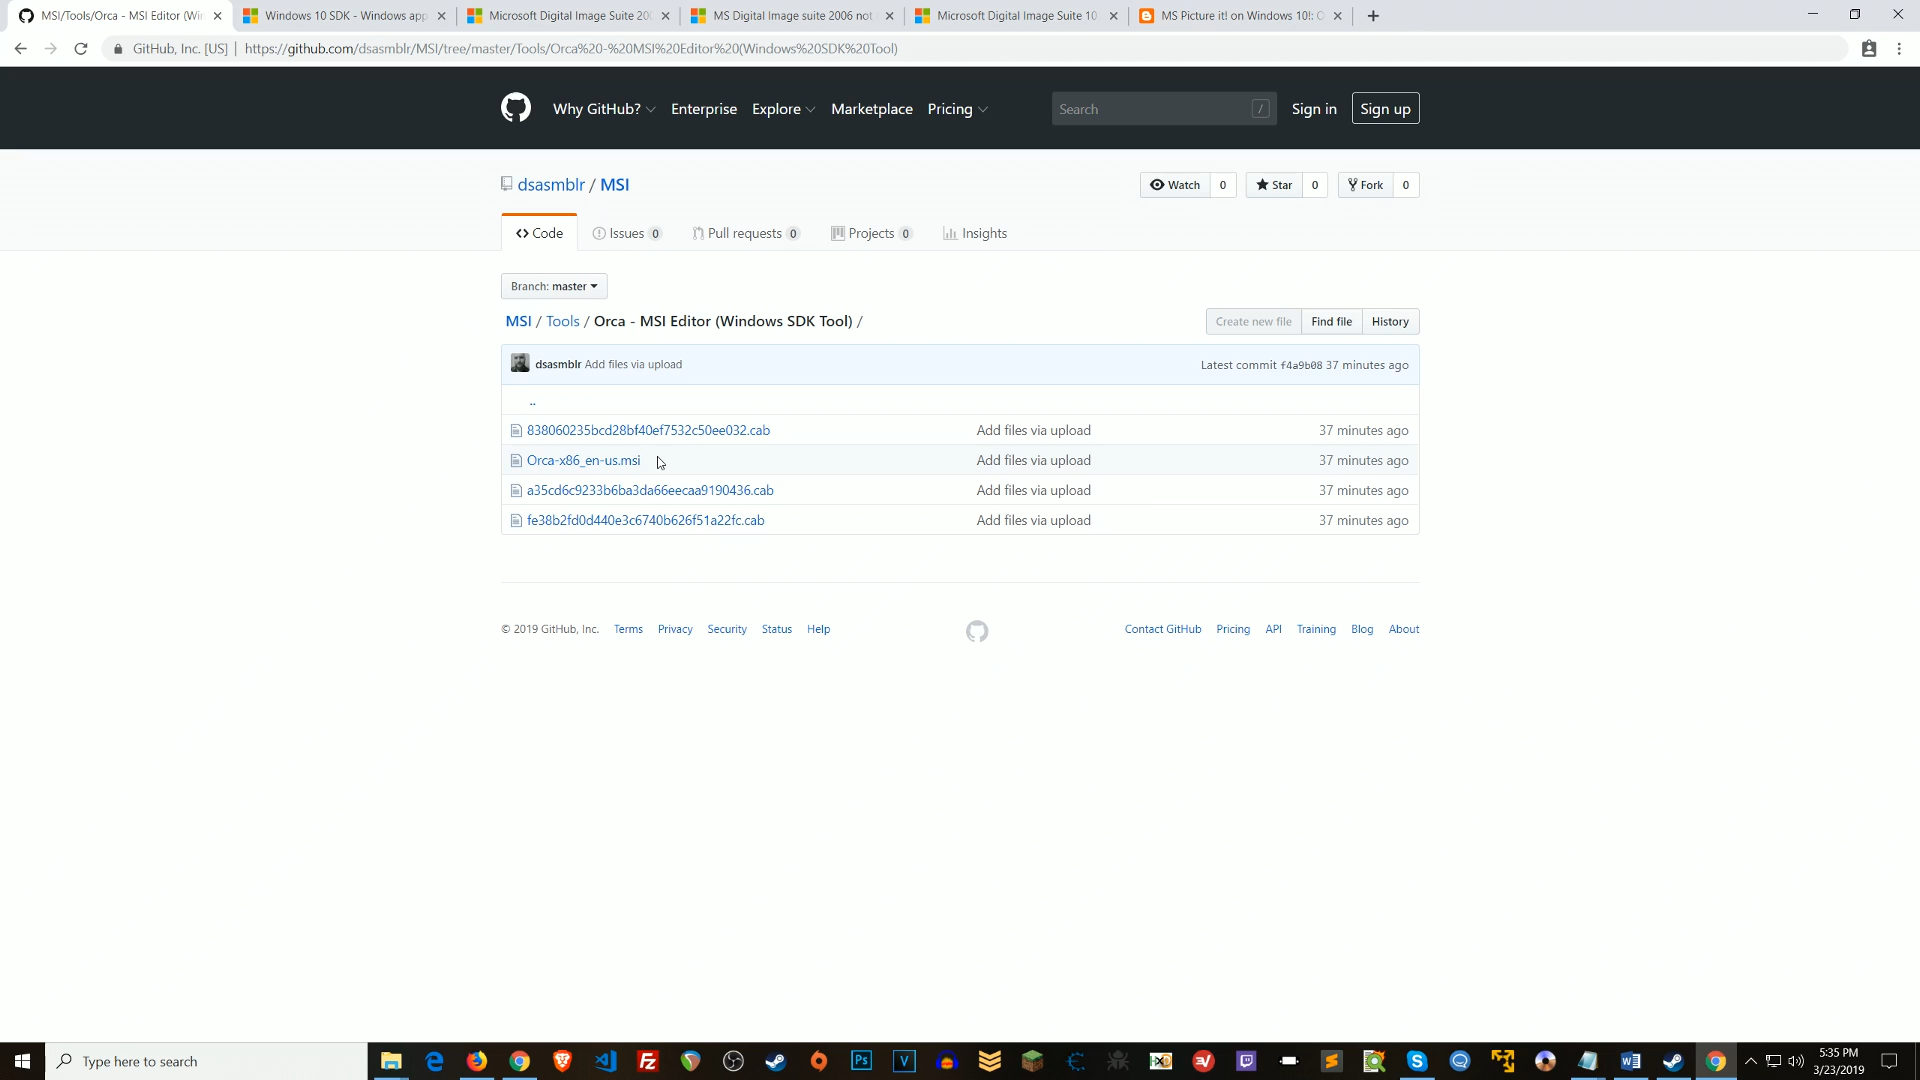 MSI/Tools/Orca - MSI Editor (Wi
Windows 10 SDK - Windows app
Microsoft Digital Image Suite 20
MS Digital Image suite 2006 not
Microsoft Digital Image Suite 10
MS Picture it! on Windows 10!: O
GitHub, Inc. [US] | https://github.com/dsasmblr/MSI/tree/master/Tools/Orca%20-%20MSI%20Editor%20(Windows%20SDK%20Tool)
Why GitHub? Enterprise Explore Marketplace Pricing Search / Sign in Sign up
dsasmblr / MSI
Watch 0 Star 0 Fork 0
Code Issues 0 Pull requests 0 Projects 0 Insights
Branch: master
MSI / Tools / Orca - MSI Editor (Windows SDK Tool) /
Create new file Find file History
dsasmblr Add files via upload Latest commit f4a9b08 37 minutes ago
..
838060235bcd28bf40ef7532c50ee032.cab Add files via upload 37 minutes ago
Orca-x86_en-us.msi Add files via upload 37 minutes ago
a35cd6c9233b6ba3da66eecaa9190436.cab Add files via upload 37 minutes ago
fe38b2fd0d440e3c6740b626f51a22fc.cab Add files via upload 37 minutes ago
© 2019 GitHub, Inc. Terms Privacy Security Status Help Contact GitHub Pricing API Training Blog About
Type here to search
Ps
V
5:35 PM
3/23/2019